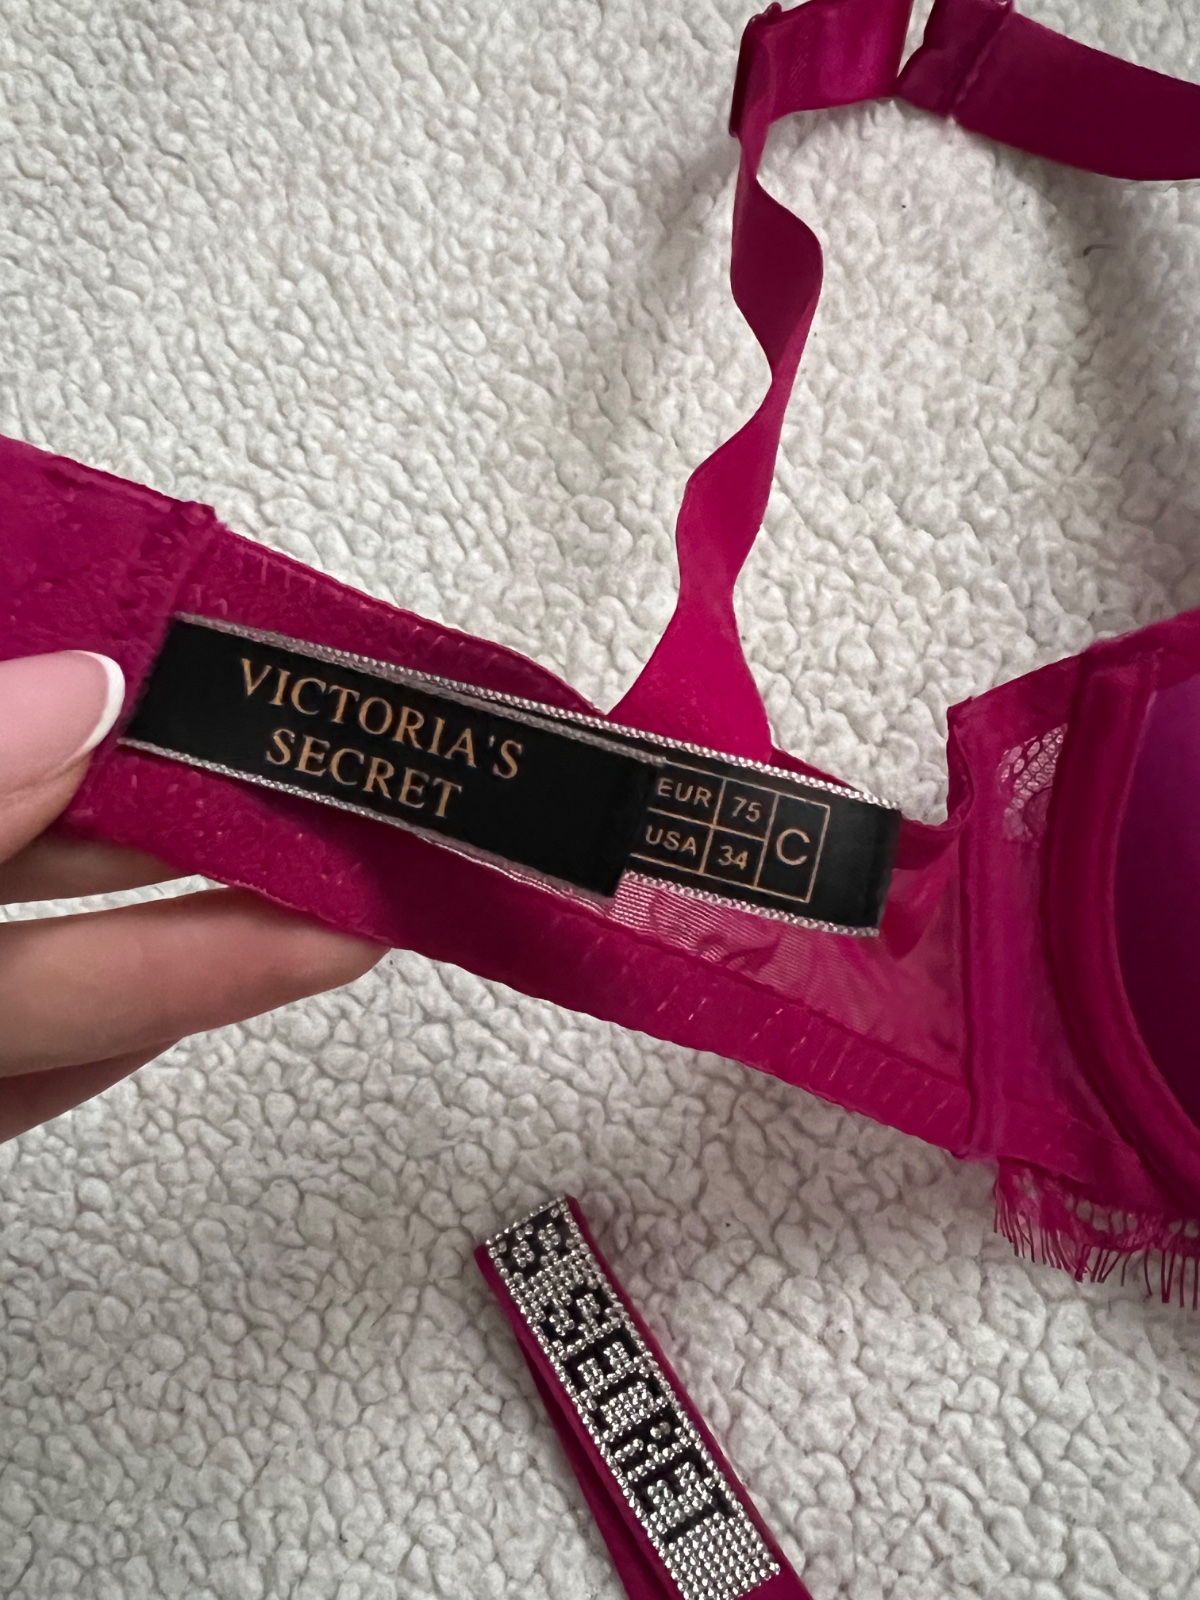 VICTORIA'S
SECRET
EUR 75 C
USA 34
SECRET